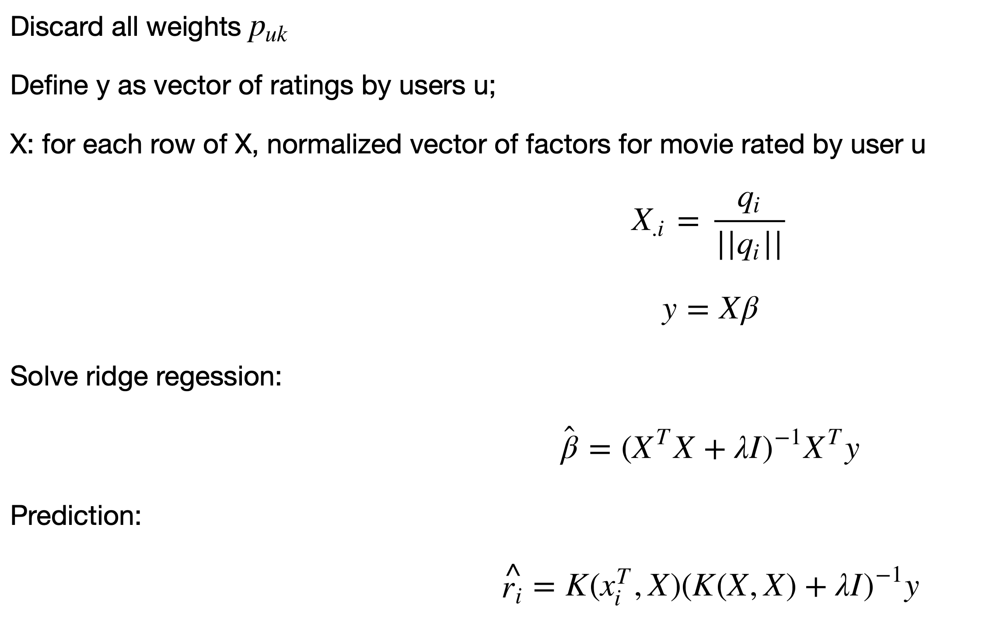 Discard all weights $p_{uk}$
Define y as vector of ratings by users u;
X: for each row of X, normalized vector of factors for movie rated by user u
$X_{.i} = \frac{q_i}{||q_i||}$
$y = X\beta$
Solve ridge regession:
$\hat{\beta} = (X^T X + \lambda I)^{-1} X^T y$
Prediction:
$\hat{r_i} = K(x_i^T, X)(K(X, X) + \lambda I)^{-1} y$